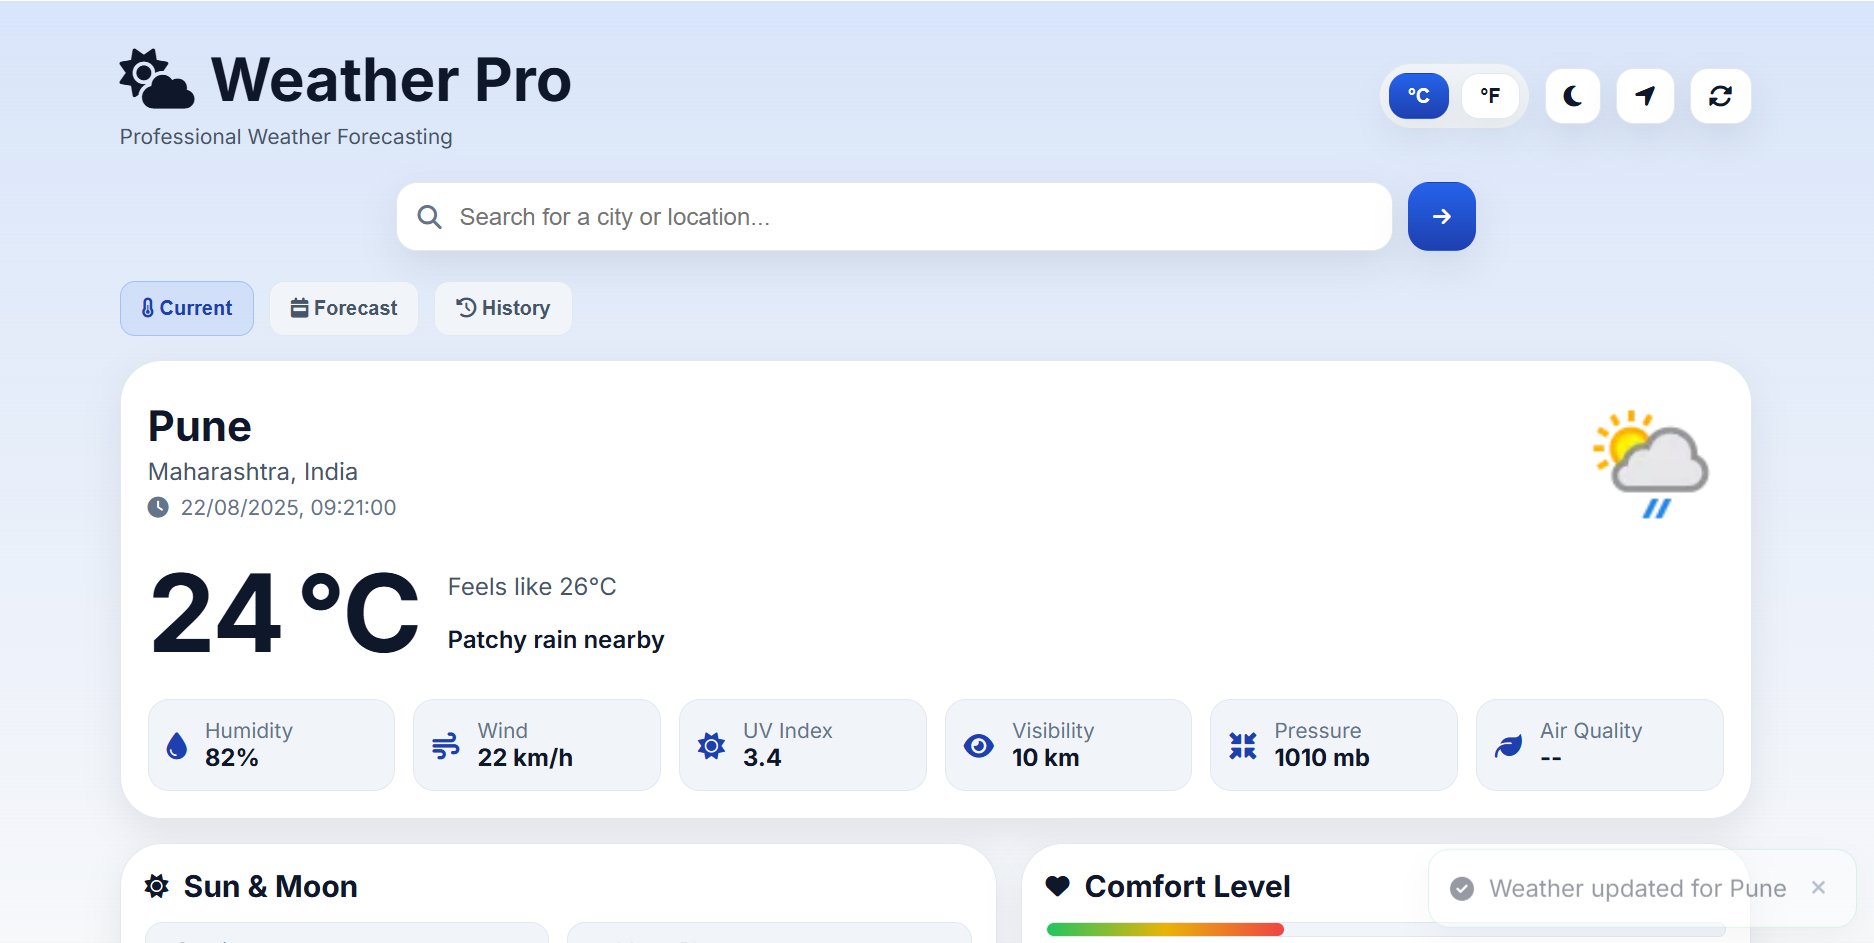 Weather Pro
Professional Weather Forecasting
°C °F
Search for a city or location...
Current Forecast History
Pune
Maharashtra, India
22/08/2025, 09:21:00
24°C
Feels like 26°C
Patchy rain nearby
Humidity
82%
Wind
22 km/h
UV Index
3.4
Visibility
10 km
Pressure
1010 mb
Air Quality
--
Sun & Moon
Comfort Level
Weather updated for Pune